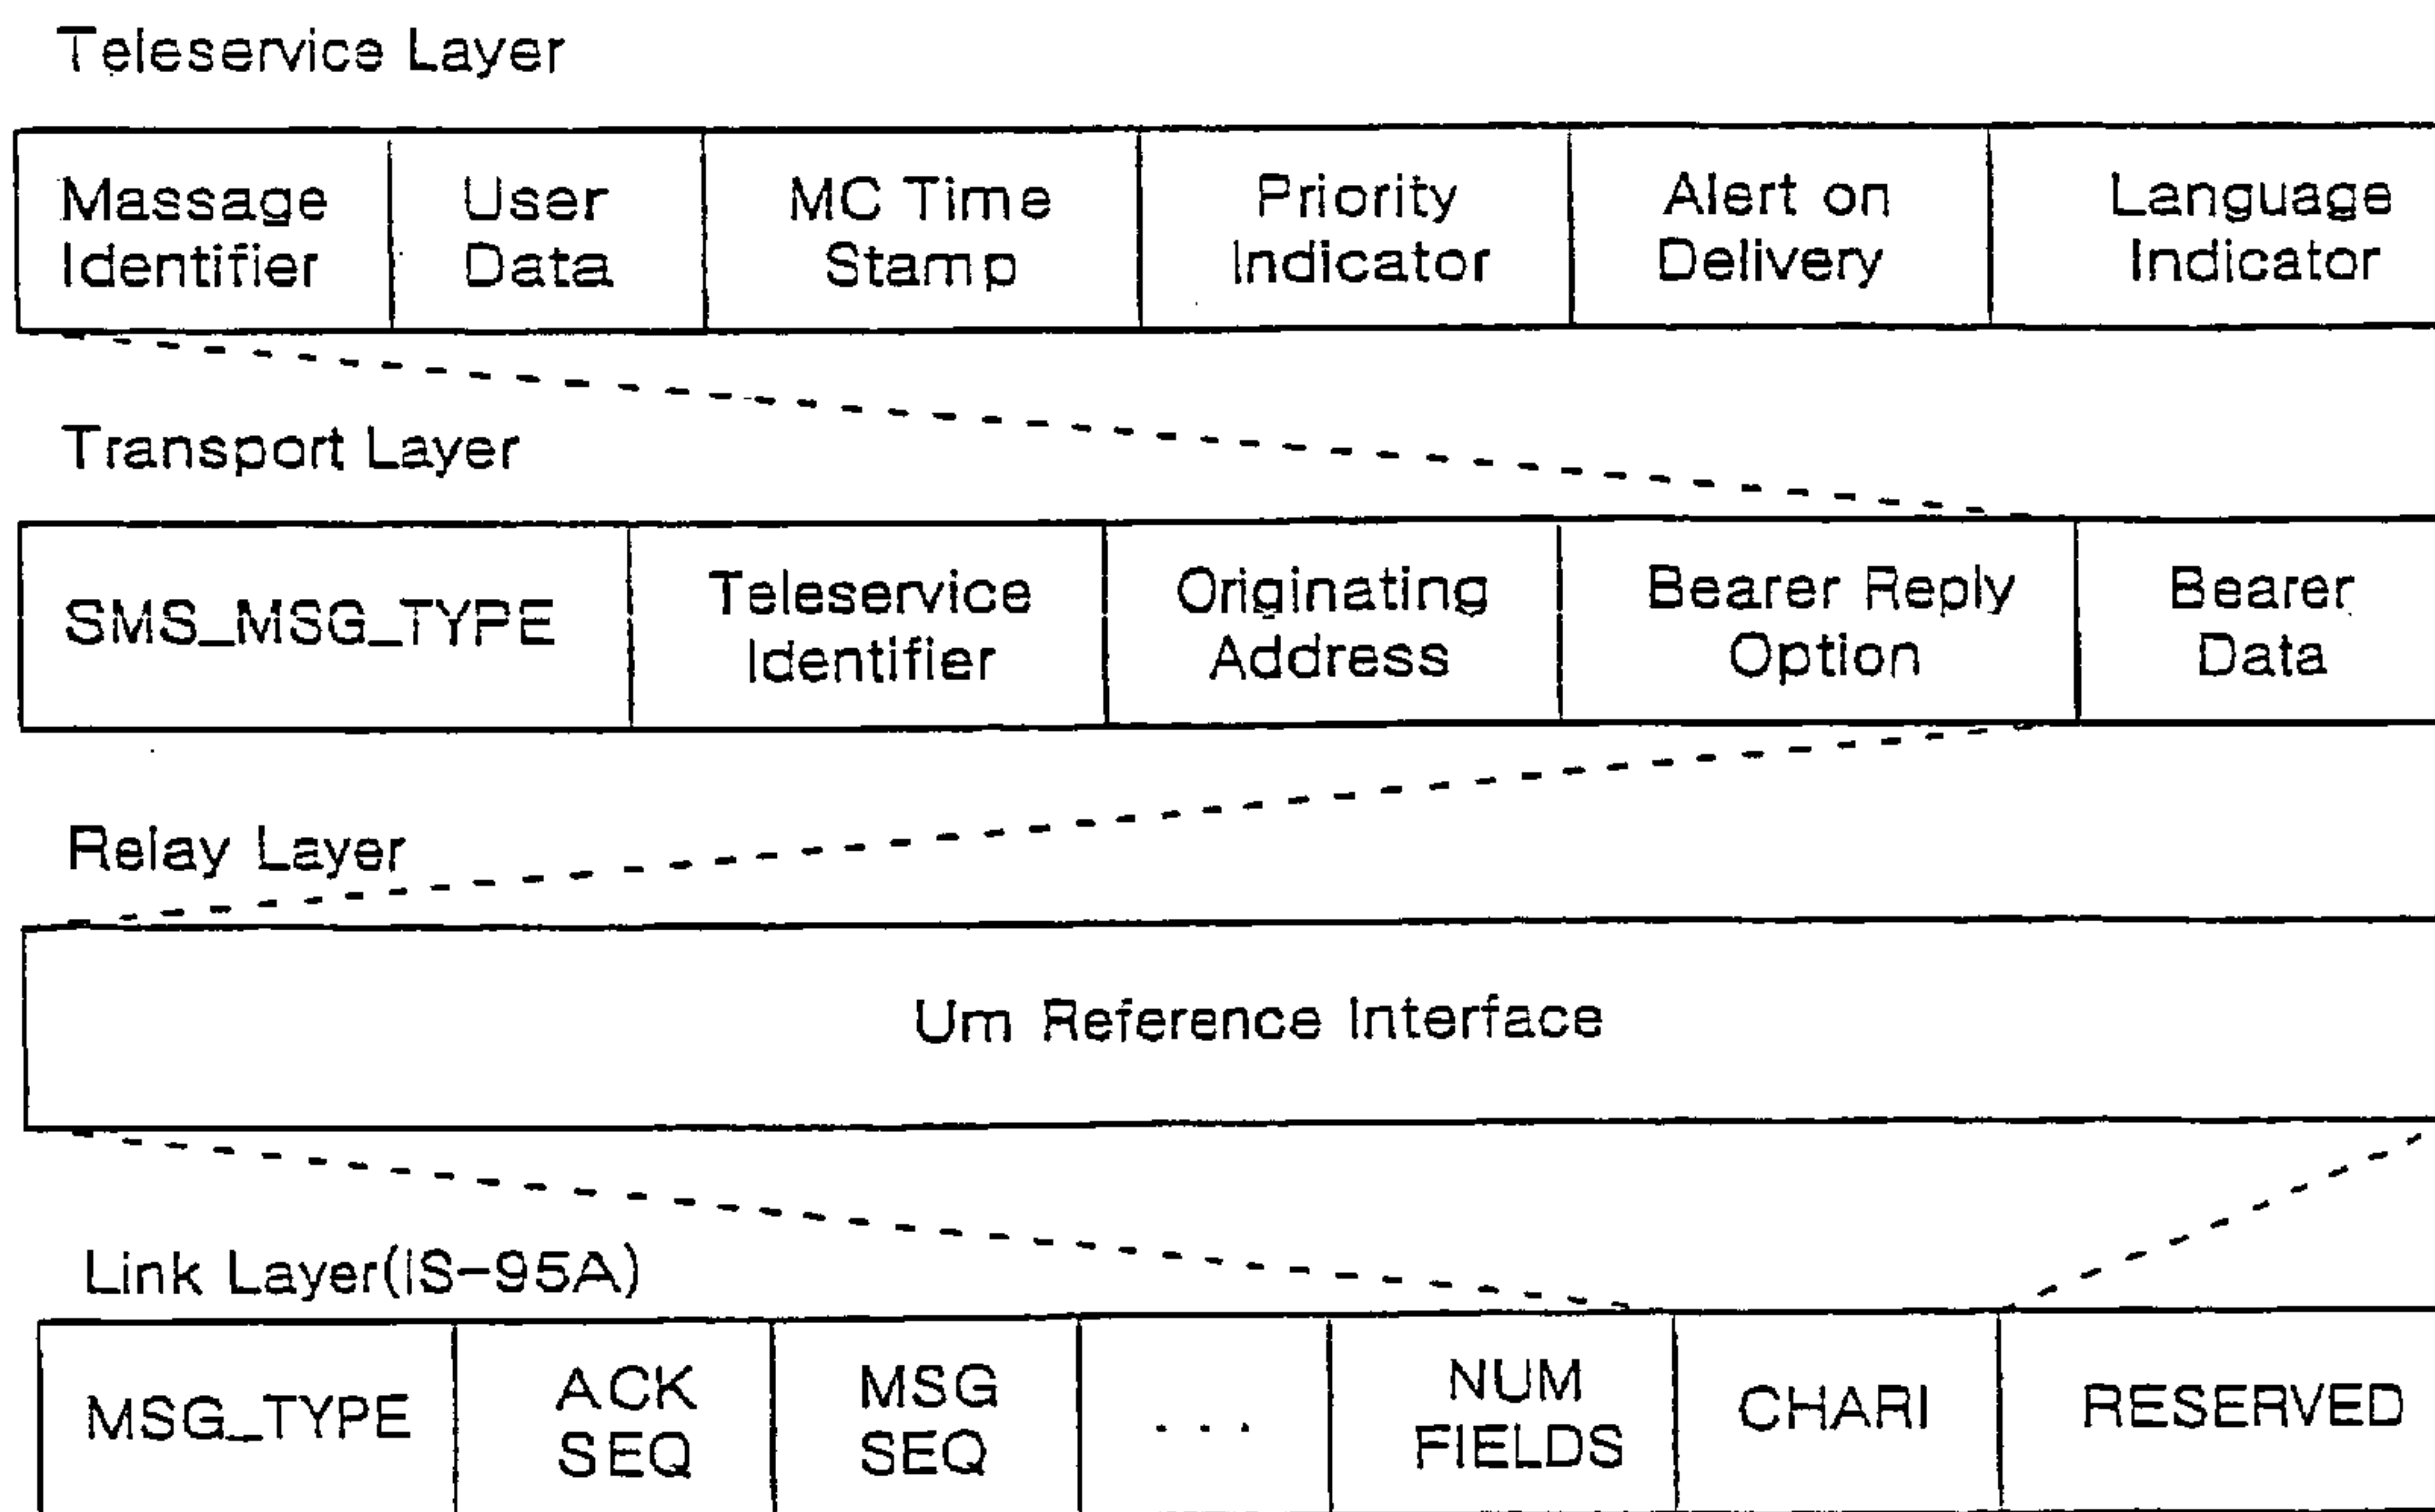 Teleservice Layer
Massage
Identifier
User
Data
MC Time
Stamp
Priority
Indicator
Alert on
Delivery
Language
Indicator
Transport Layer
SMS_MSG_TYPE
Teleservice
Identifier
Originating
Address
Bearer Reply
Option
Bearer
Data
Relay Layer
Um Reference Interface
Link Layer(IS-95A)
MSG_TYPE
ACK
SEQ
MSG
SEQ
...
NUM
FIELDS
CHARI
RESERVED